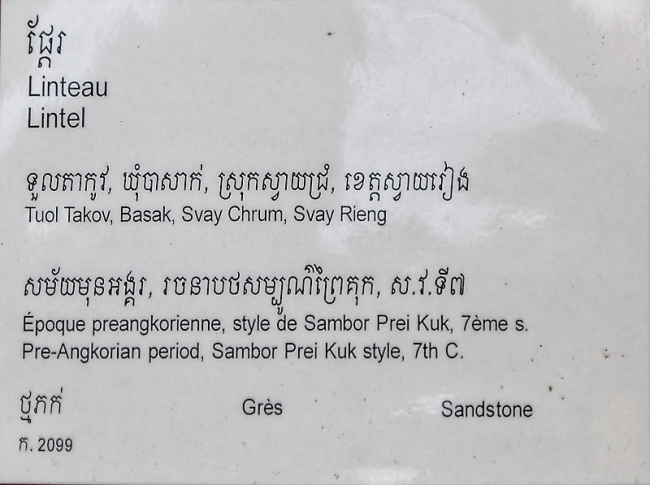 ផ្តែរ
Linteau
Lintel
ទួលតាកូវ, ឃុំបាសាក់, ស្រុកស្វាយជ្រំ, ខេត្តស្វាយរៀង
Tuol Takov, Basak, Svay Chrum, Svay Rieng
សម័យមុនអង្គរ, រចនាបថសម្បូណ៌ព្រៃគុក, ស.វ.ទី៧
Époque preangkorienne, style de Sambor Prei Kuk, 7ème s.
Pre-Angkorian period, Sambor Prei Kuk style, 7th C.
ថ្មភក់ Grès Sandstone
ក. 2099